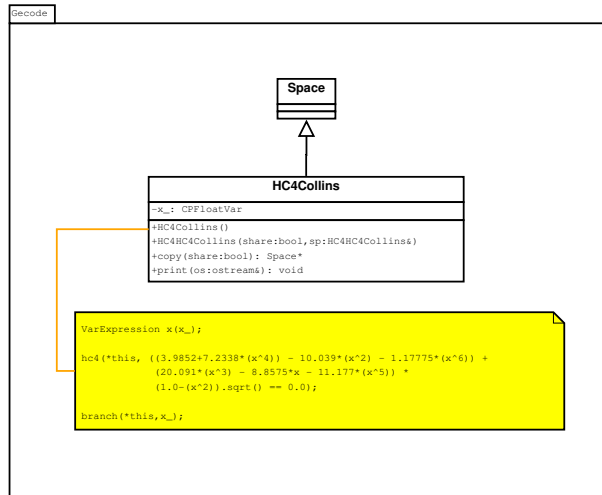 Gecode
Space
HC4Collins
-x_: CPFloatVar
+HC4Collins()
+HC4HC4Collins(share:bool,sp:HC4HC4Collins&)
+copy(share:bool): Space*
+print(os:ostream&): void
VarExpression x(x_);
hc4(*this, ((3.9852+7.2338*(x^4)) - 10.039*(x^2) - 1.17775*(x^6)) +
(20.091*(x^3) - 8.8575*x - 11.177*(x^5)) *
(1.0-(x^2)).sqrt() == 0.0);
branch(*this,x_);